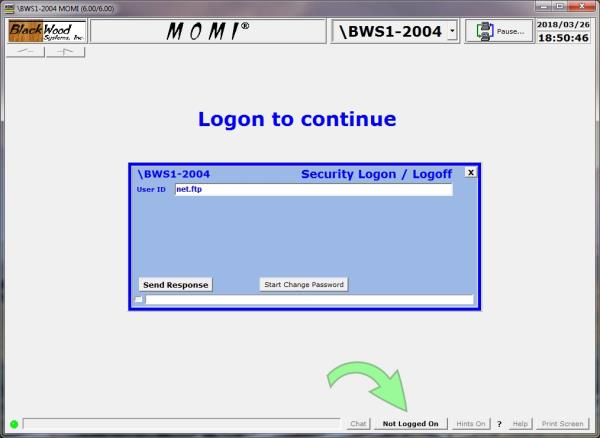 \BWS1-2004 MOMI (6.00/6.00)
BlackWood Systems, Inc.
MOMI®
\BWS1-2004
Pause...
2018/03/26
18:50:46
Logon to continue
\BWS1-2004 Security Logon / Logoff X
User ID net.ftp
Send Response Start Change Password
Chat Not Logged On Hints On ? Help Print Screen